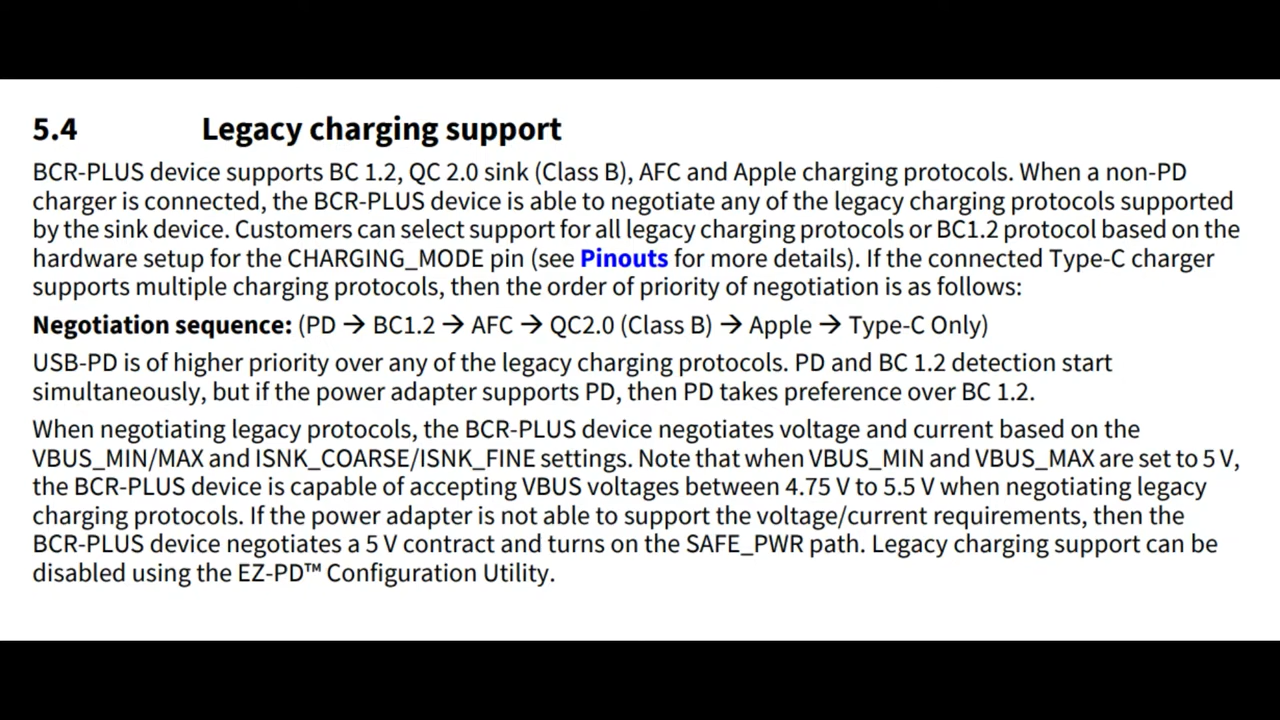 5.4 Legacy charging support
BCR-PLUS device supports BC 1.2, QC 2.0 sink (Class B), AFC and Apple charging protocols. When a non-PD
charger is connected, the BCR-PLUS device is able to negotiate any of the legacy charging protocols supported
by the sink device. Customers can select support for all legacy charging protocols or BC1.2 protocol based on the
hardware setup for the CHARGING_MODE pin (see Pinouts for more details). If the connected Type-C charger
supports multiple charging protocols, then the order of priority of negotiation is as follows:
Negotiation sequence: (PD → BC1.2 → AFC → QC2.0 (Class B) → Apple → Type-C Only)
USB-PD is of higher priority over any of the legacy charging protocols. PD and BC 1.2 detection start
simultaneously, but if the power adapter supports PD, then PD takes preference over BC 1.2.
When negotiating legacy protocols, the BCR-PLUS device negotiates voltage and current based on the
VBUS_MIN/MAX and ISNK_COARSE/ISNK_FINE settings. Note that when VBUS_MIN and VBUS_MAX are set to 5 V,
the BCR-PLUS device is capable of accepting VBUS voltages between 4.75 V to 5.5 V when negotiating legacy
charging protocols. If the power adapter is not able to support the voltage/current requirements, then the
BCR-PLUS device negotiates a 5 V contract and turns on the SAFE_PWR path. Legacy charging support can be
disabled using the EZ-PD™ Configuration Utility.